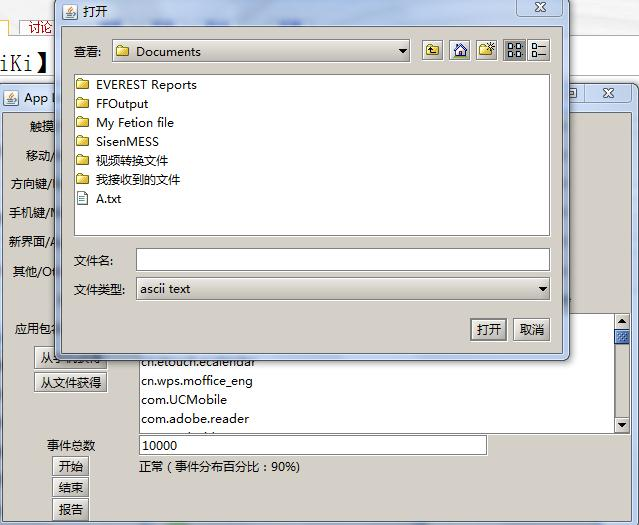 讨论
iKi】
打开
查看: Documents
EVEREST Reports
FFOutput
My Fetion file
SisenMESS
视频转换文件
我接收到的文件
A.txt
文件名:
文件类型: ascii text
打开 取消
App
触摸
移动/
方向键/
手机键/
新界面/A
其他/Ot
应用包
从手机获得
从文件获得
cn.etouch.ecalendar
cn.wps.moffice_eng
com.UCMobile
com.adobe.reader
事件总数 10000
开始 正常 ( 事件分布百分比：90%)
结束
报告